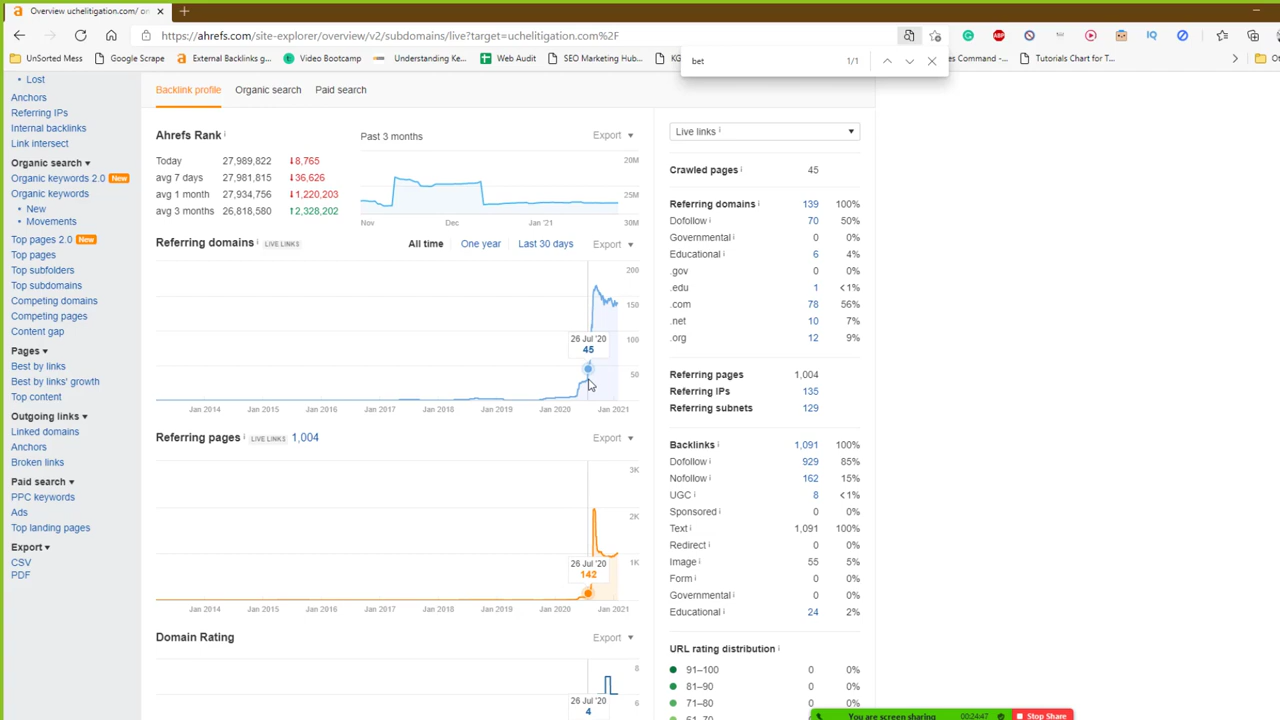 Overview uchelitigation.com/ on
https://ahrefs.com/site-explorer/overview/v2/subdomains/live?target=uchelitigation.com%2F
UnSorted Mess
Google Scrape
External Backlinks g...
Video Bootcamp
Understanding Ke...
Web Audit
SEO Marketing Hub...
KG
s Command -...
Tutorials Chart for T...
bet
1/1
ABP
IQ
Lost
Anchors
Referring IPs
Internal backlinks
Link intersect
Organic search
Organic keywords 2.0 New
Organic keywords
New
Movements
Top pages 2.0 New
Top pages
Top subfolders
Top subdomains
Competing domains
Competing pages
Content gap
Pages
Best by links
Best by links' growth
Top content
Outgoing links
Linked domains
Anchors
Broken links
Paid search
PPC keywords
Ads
Top landing pages
Export
CSV
PDF
Backlink profile Organic search Paid search
Ahrefs Rank
Past 3 months
Export
Today 27,989,822 ↓8,765
avg 7 days 27,981,815 ↓36,626
avg 1 month 27,934,756 ↓1,220,203
avg 3 months 26,818,580 ↑2,328,202
20M
25M
30M
Nov Dec Jan '21
Referring domains LIVE LINKS
All time One year Last 30 days Export
200
150
100
50
26 Jul '20
45
Jan 2014 Jan 2015 Jan 2016 Jan 2017 Jan 2018 Jan 2019 Jan 2020 Jan 2021
Referring pages LIVE LINKS 1,004
Export
3K
2K
1K
26 Jul '20
142
Jan 2014 Jan 2015 Jan 2016 Jan 2017 Jan 2018 Jan 2019 Jan 2020 Jan 2021
Domain Rating
Export
8
6
26 Jul '20
4
Live links
Crawled pages 45
Referring domains 139 100%
Dofollow 70 50%
Governmental 0 0%
Educational 6 4%
.gov 0 0%
.edu 1 <1%
.com 78 56%
.net 10 7%
.org 12 9%
Referring pages 1,004
Referring IPs 135
Referring subnets 129
Backlinks 1,091 100%
Dofollow 929 85%
Nofollow 162 15%
UGC 8 <1%
Sponsored 0 0%
Text 1,091 100%
Redirect 0 0%
Image 55 5%
Form 0 0%
Governmental 0 0%
Educational 24 2%
URL rating distribution
91–100 0 0%
81–90 0 0%
71–80 0 0%
You are screen sharing 00:24:47 Stop Share